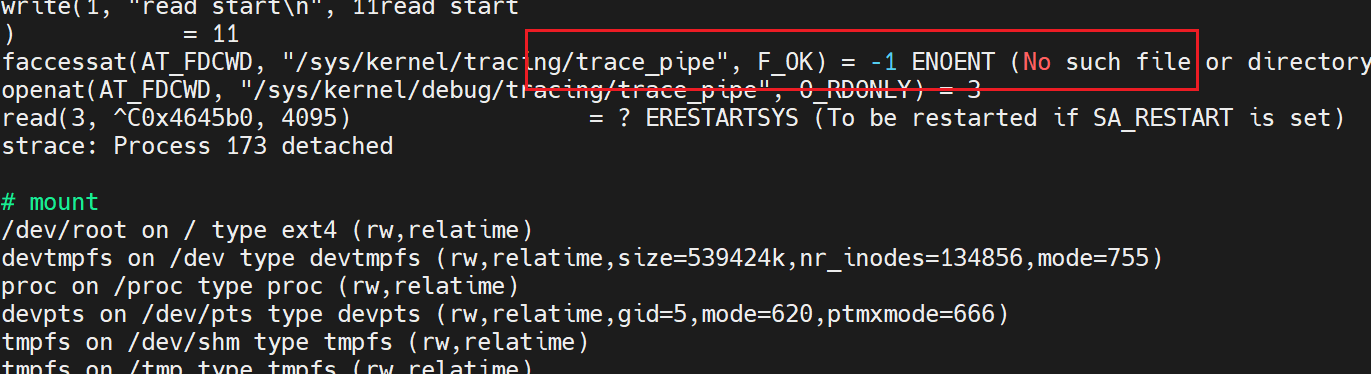 write(1, "read start\n", 11read start
)            = 11
faccessat(AT_FDCWD, "/sys/kernel/tracing/trace_pipe", F_OK) = -1 ENOENT (No such file or directory
openat(AT_FDCWD, "/sys/kernel/debug/tracing/trace_pipe", O_RDONLY) = 3
read(3, ^C0x4645b0, 4095)                 = ? ERESTARTSYS (To be restarted if SA_RESTART is set)
strace: Process 173 detached
# mount
/dev/root on / type ext4 (rw,relatime)
devtmpfs on /dev type devtmpfs (rw,relatime,size=539424k,nr_inodes=134856,mode=755)
proc on /proc type proc (rw,relatime)
devpts on /dev/pts type devpts (rw,relatime,gid=5,mode=620,ptmxmode=666)
tmpfs on /dev/shm type tmpfs (rw,relatime)
tmpfs on /tmp type tmpfs (rw,relatime)